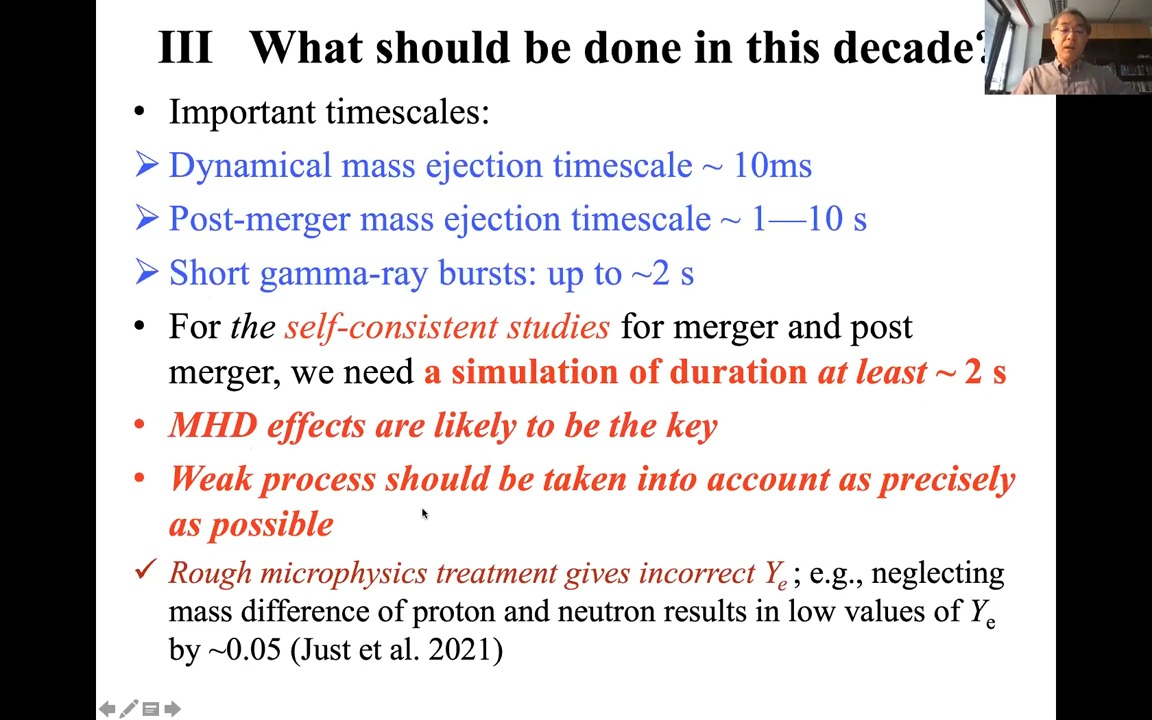 III What should be done in this decade?
• Important timescales:
➢ Dynamical mass ejection timescale ~ 10ms
➢ Post-merger mass ejection timescale ~ 1—10 s
➢ Short gamma-ray bursts: up to ~2 s
• For the self-consistent studies for merger and post
merger, we need a simulation of duration at least ~ 2 s
• MHD effects are likely to be the key
• Weak process should be taken into account as precisely
as possible
✓ Rough microphysics treatment gives incorrect Ye ; e.g., neglecting
mass difference of proton and neutron results in low values of Ye
by ~0.05 (Just et al. 2021)